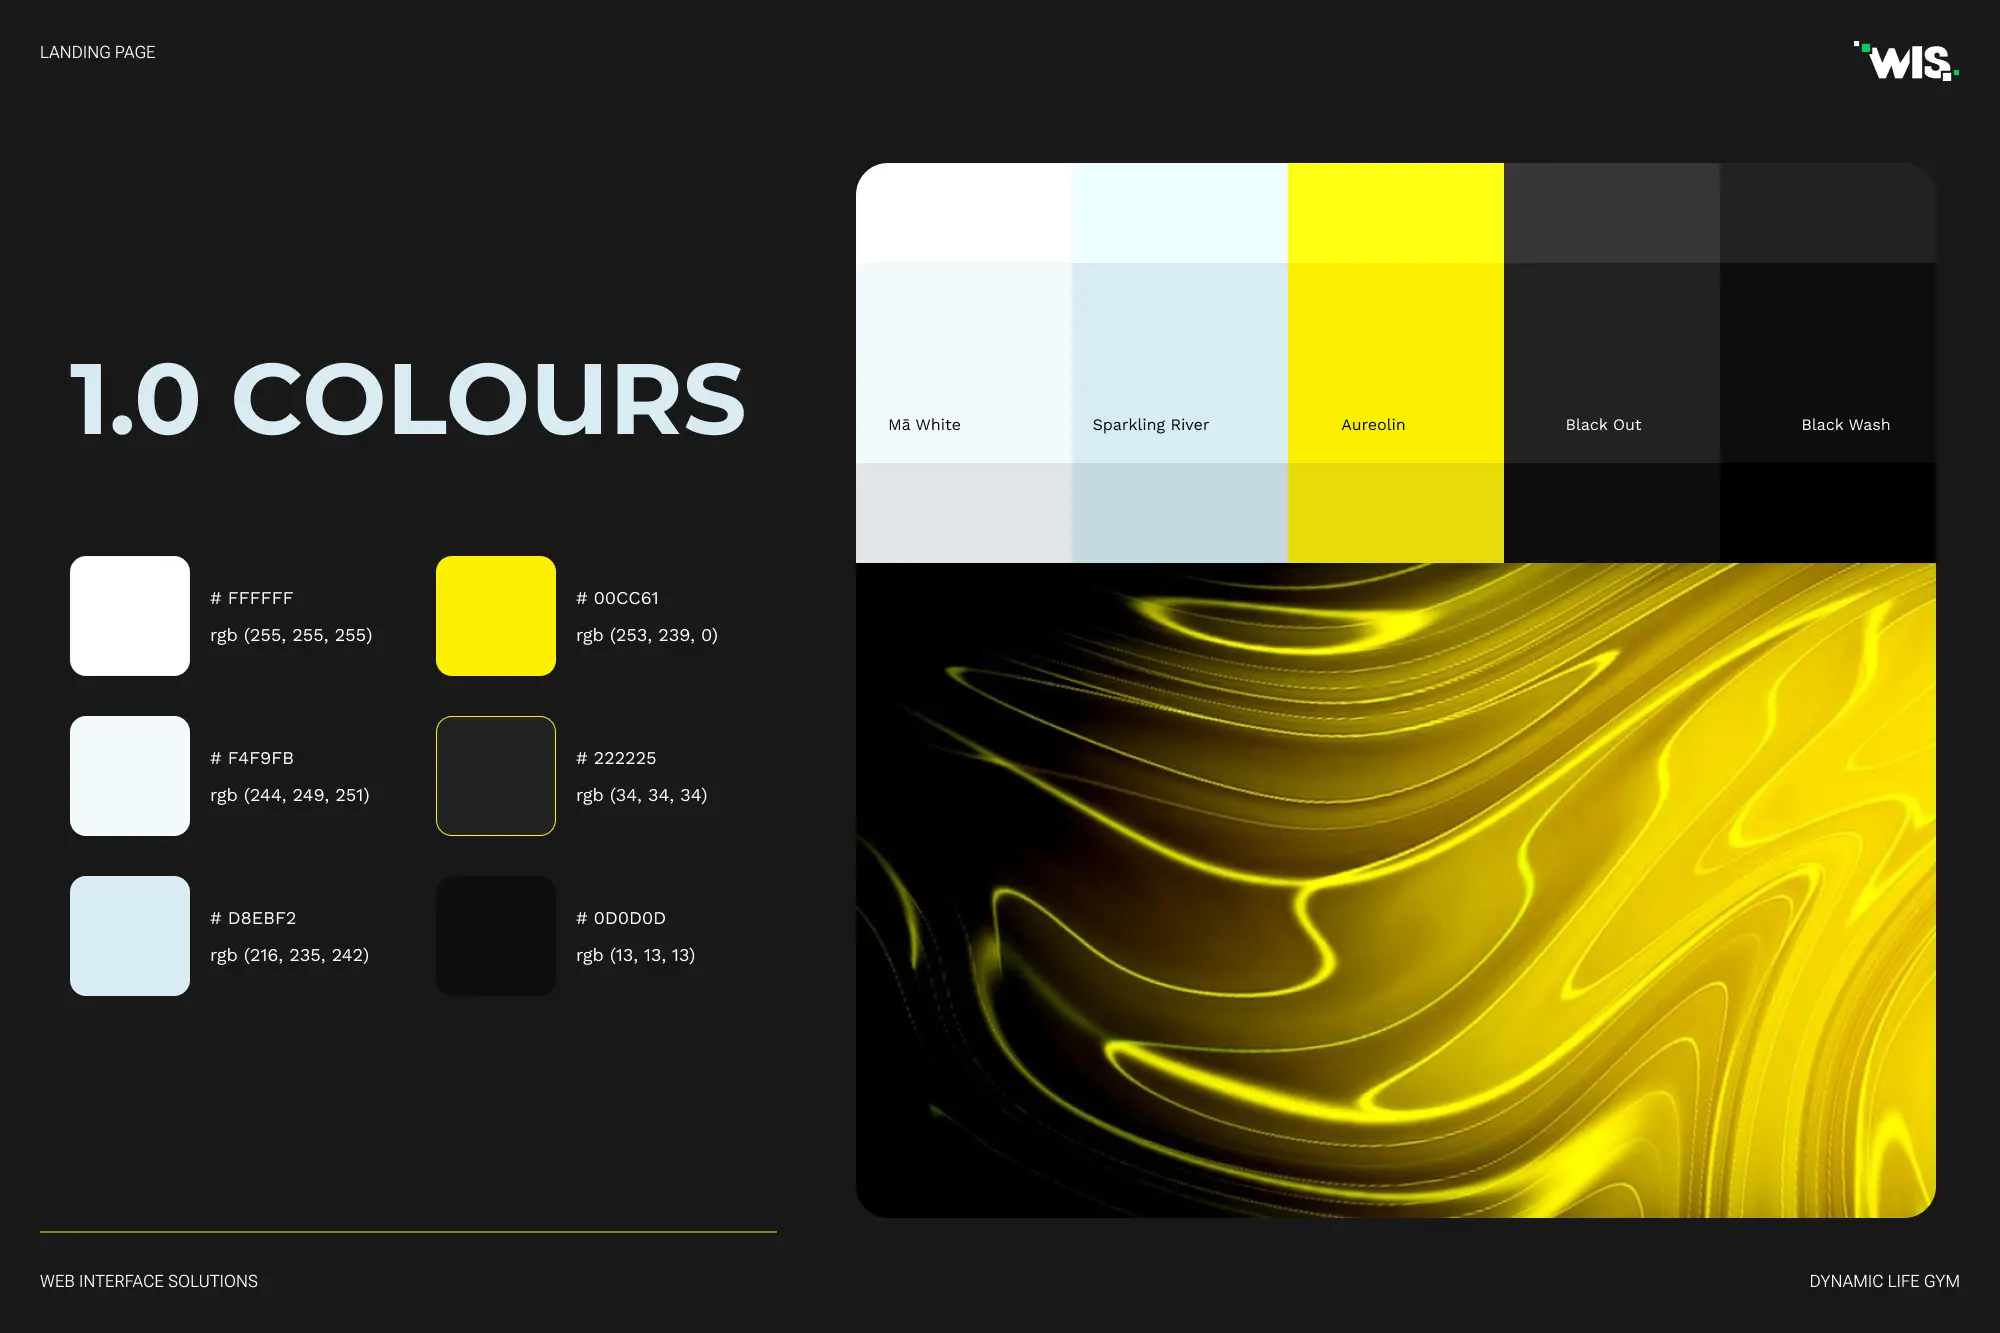 LANDING PAGE
WIS.
1.0 COLOURS
# FFFFFF
rgb (255, 255, 255)
# 00CC61
rgb (253, 239, 0)
# F4F9FB
rgb (244, 249, 251)
# 222225
rgb (34, 34, 34)
# D8EBF2
rgb (216, 235, 242)
# 0D0D0D
rgb (13, 13, 13)
Mā White
Sparkling River
Aureolin
Black Out
Black Wash
WEB INTERFACE SOLUTIONS
DYNAMIC LIFE GYM